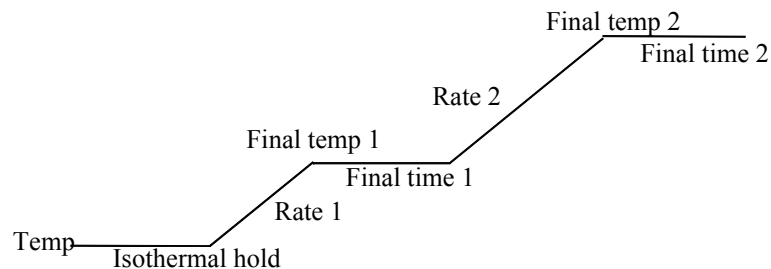 Final temp 2
Final time 2
Rate 2
Final temp 1
Final time 1
Rate 1
Temp
Isothermal hold